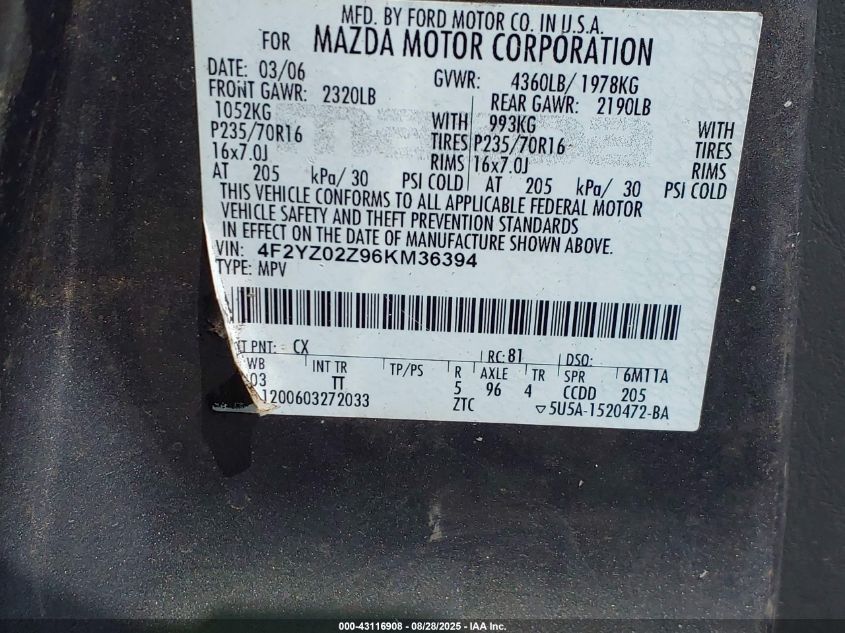 MFD. BY FORD MOTOR CO. IN U.S.A.
FOR MAZDA MOTOR CORPORATION
DATE: 03/06 GVWR: 4360LB/ 1978KG
FRONT GAWR: 2320LB REAR GAWR: 2190LB
1052KG WITH 993KG WITH
P235/70R16 TIRES P235/70R16 TIRES
16x7.0J RIMS 16x7.0J RIMS
AT 205 kPa/ 30 PSI COLD AT 205 kPa/ 30 PSI COLD
THIS VEHICLE CONFORMS TO ALL APPLICABLE FEDERAL MOTOR
VEHICLE SAFETY AND THEFT PREVENTION STANDARDS
IN EFFECT ON THE DATE OF MANUFACTURE SHOWN ABOVE.
VIN: 4F2YZ02Z96KM36394
TYPE: MPV
T PNT: CX RC: 81 DSO:
WB INT TR TP/PS R AXLE TR SPR 6M11A
03 TT 5 96 4 CCDD 205
1200603272033 ZTC ▽5U5A-1520472-BA
000-43116908 - 08/28/2025 - IAA Inc.